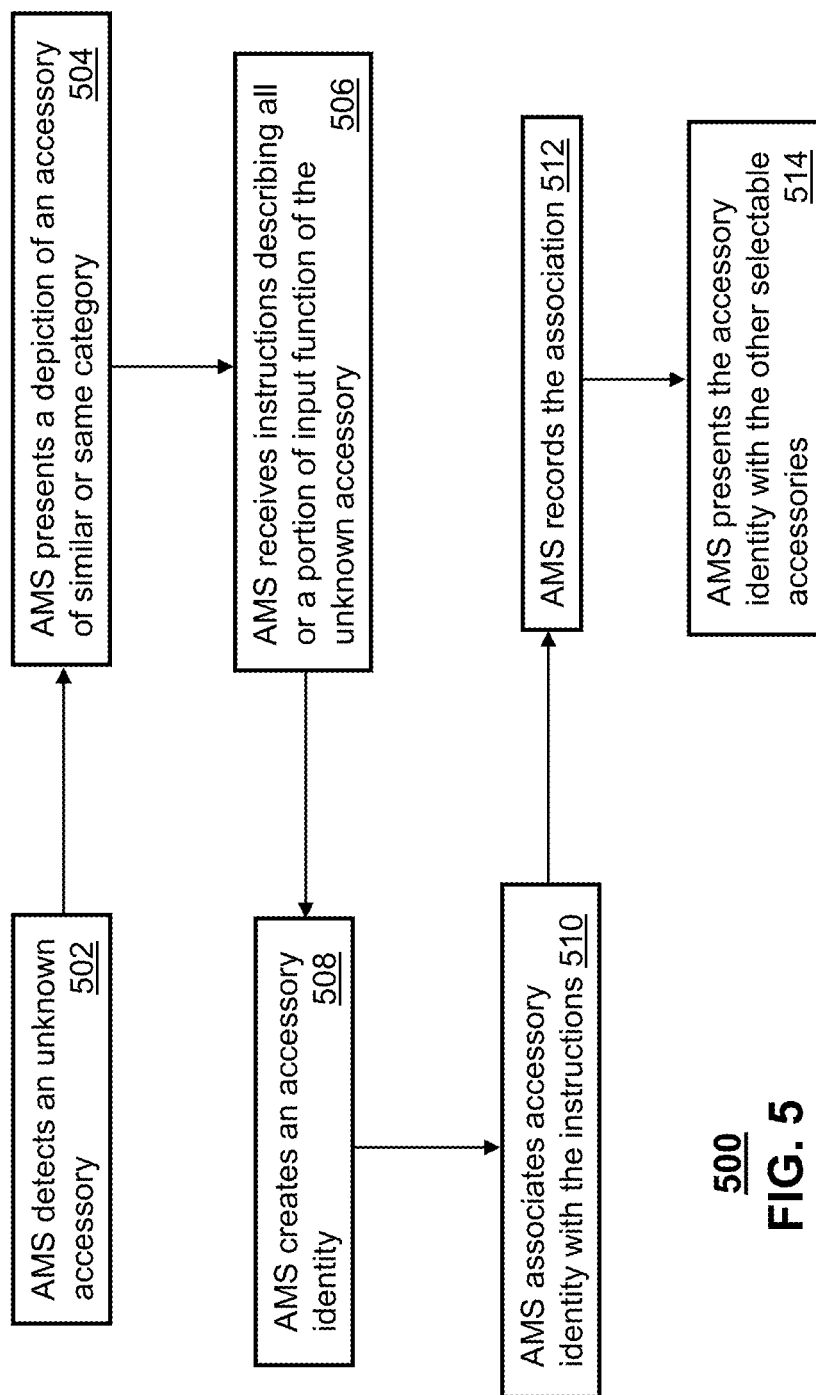 AMS detects an unknown
accessory 502
AMS presents a depiction of an accessory
of similar or same category 504
AMS receives instructions describing all
or a portion of input function of the
unknown accessory 506
AMS creates an accessory
identity 508
AMS associates accessory
identity with the instructions 510
AMS records the association 512
AMS presents the accessory
identity with the other selectable
accessories 514
500
FIG. 5